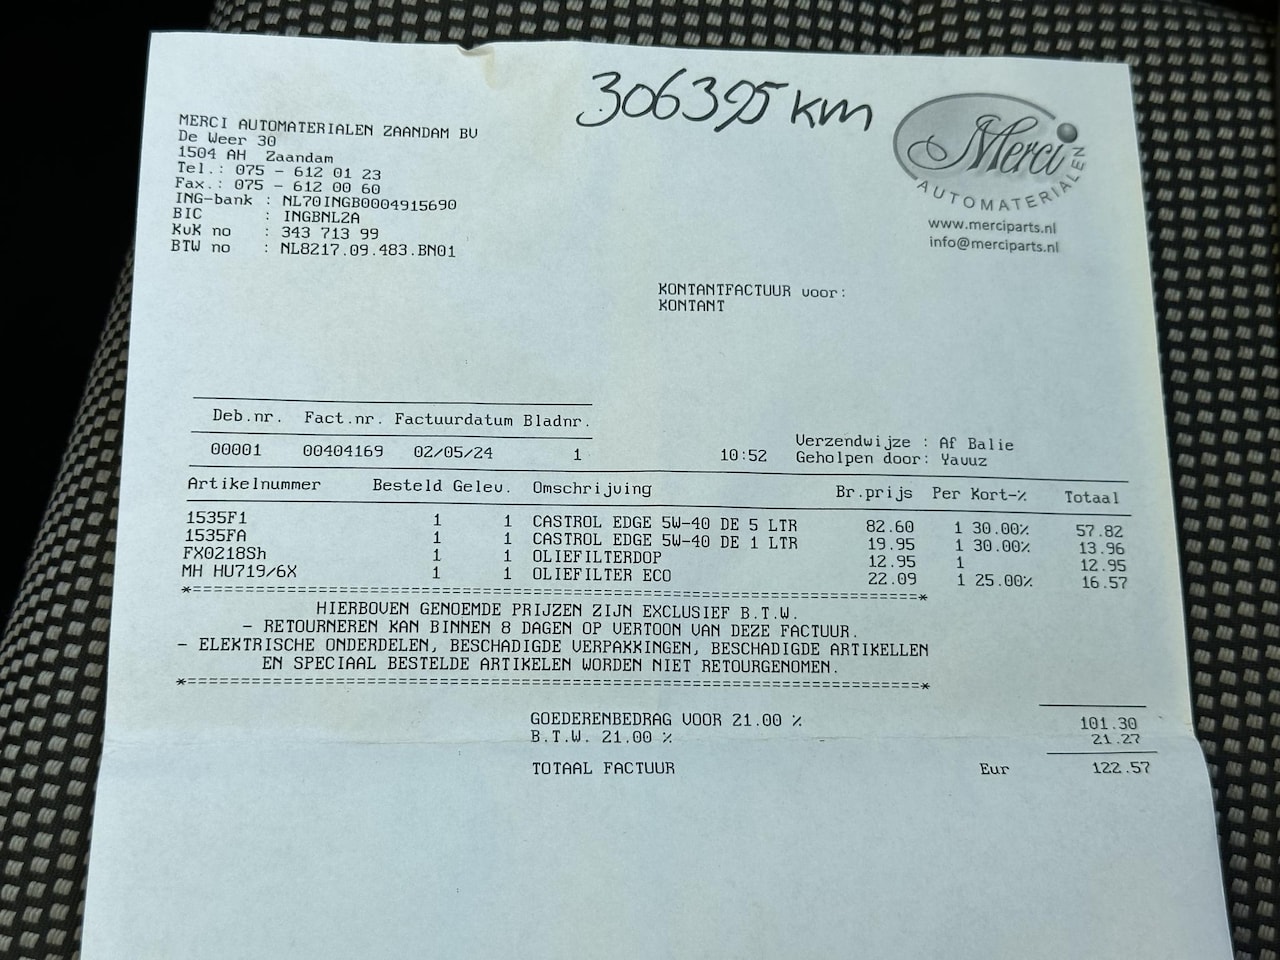 306395 km
MERCI AUTOMATERIALEN ZAANDAM BV
De Weer 30
1504 AH Zaandam
Tel.: 075 - 612 01 23
Fax.: 075 - 612 00 60
ING-bank : NL70INGB0004915690
BIC : INGBNL2A
KvK no : 343 713 99
BTW no : NL8217.09.483.BN01
Merci
AUTOMATERIALEN
www.merciparts.nl
info@merciparts.nl
KONTANTFACTUUR voor:
KONTANT
Deb.nr. Fact.nr. Factuurdatum Bladnr.
00001 00404169 02/05/24 1 10:52
Verzendwijze : Af Balie
Geholpen door: Yavuz
Artikelnummer Besteld Gelev. Omschrijving Br.prijs Per Kort-% Totaal
1535F1 1 1 CASTROL EDGE 5W-40 DE 5 LTR 82.60 1 30.00% 57.82
1535FA 1 1 CASTROL EDGE 5W-40 DE 1 LTR 19.95 1 30.00% 13.96
FX0218Sh 1 1 OLIEFILTERDOP 12.95 1 12.95
MH HU719/6X 1 1 OLIEFILTER ECO 22.09 1 25.00% 16.57
HIERBOVEN GENOEMDE PRIJZEN ZIJN EXCLUSIEF B.T.W.
- RETOURNEREN KAN BINNEN 8 DAGEN OP VERTOON VAN DEZE FACTUUR.
- ELEKTRISCHE ONDERDELEN, BESCHADIGDE VERPAKKINGEN, BESCHADIGDE ARTIKELLEN
EN SPECIAAL BESTELDE ARTIKELEN WORDEN NIET RETOURGENOMEN.
GOEDERENBEDRAG VOOR 21.00 % 101.30
B.T.W. 21.00 % 21.27
TOTAAL FACTUUR Eur 122.57